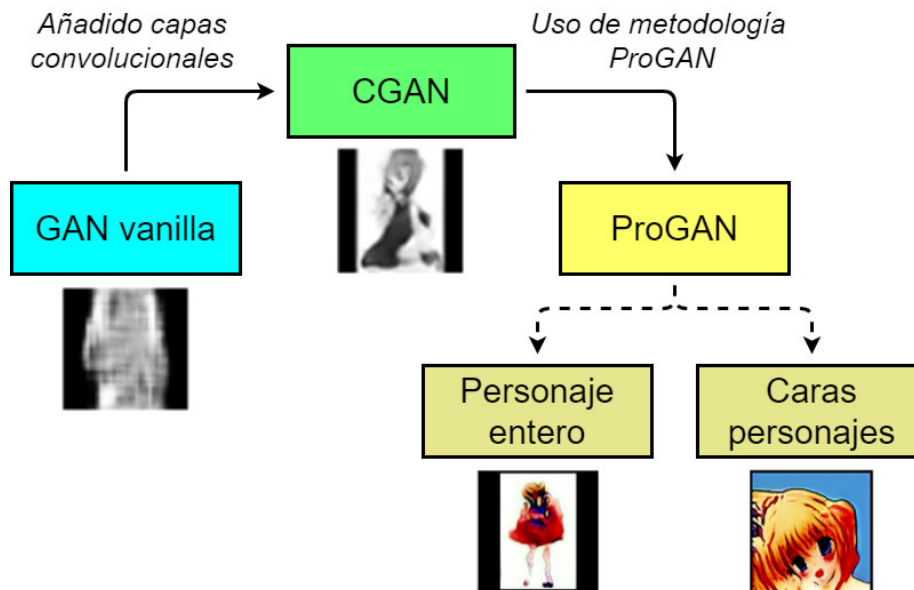 Añadido capas
convolucionales
Uso de metodología
ProGAN
CGAN
GAN vanilla
ProGAN
Personaje
entero
Caras
personajes